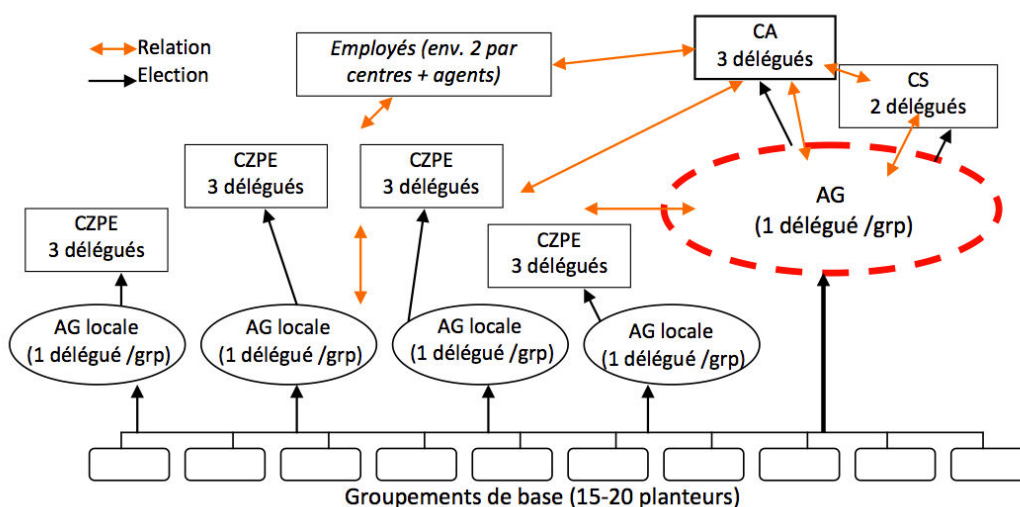 Relation
Election
Employés (env. 2 par
centres + agents)
CA
3 délégués
CS
2 délégués
CZPE
3 délégués
CZPE
3 délégués
CZPE
3 délégués
CZPE
3 délégués
AG
(1 délégué /grp)
AG locale
(1 délégué /grp)
AG locale
(1 délégué /grp)
AG locale
(1 délégué /grp)
AG locale
(1 délégué /grp)
Groupements de base (15-20 planteurs)